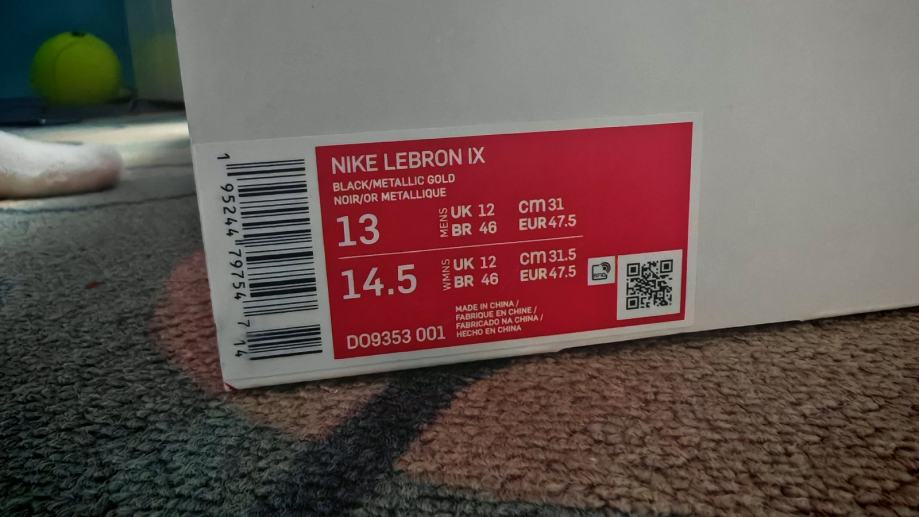 NIKE LEBRON IX
BLACK/METALLIC GOLD
NOIR/OR METALLIQUE
13
MENS
UK 12
BR 46
cm 31
EUR 47.5
14.5
WMNS
UK 12
BR 46
cm 31.5
EUR 47.5
DO9353 001
MADE IN CHINA /
FABRIQUE EN CHINE /
FABRICADO NA CHINA /
HECHO EN CHINA
1 95244 79754 7 14